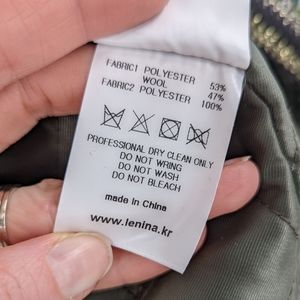 FABRIC1 POLYESTER 53%
WOOL 47%
FABRIC2 POLYESTER 100%
PROFESSIONAL DRY CLEAN ONLY
DO NOT WRING
DO NOT WASH
DO NOT BLEACH
made in China
www.lenina.kr